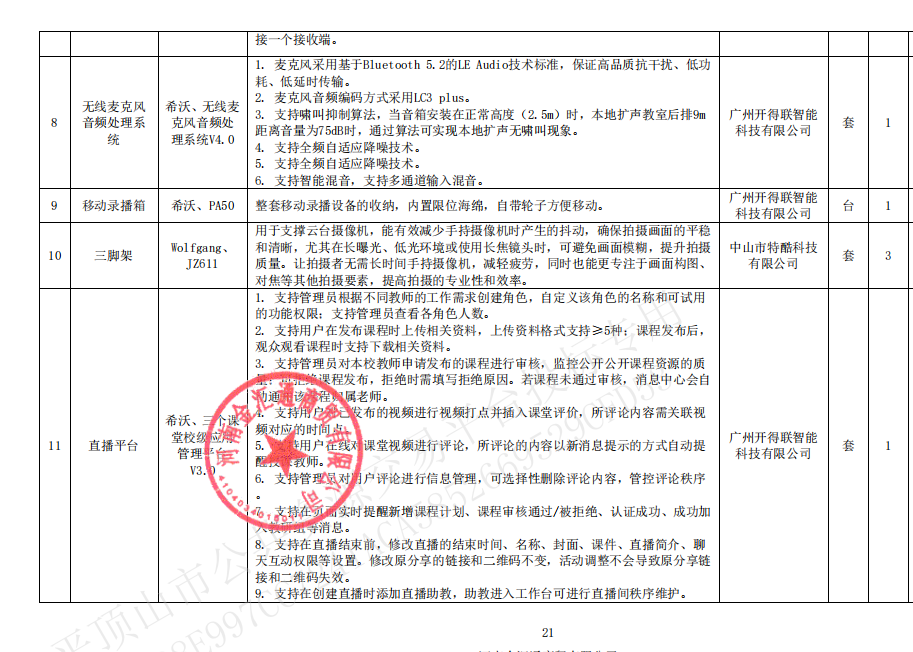 接一个接收端。
8
无线麦克风
音频处理系
统
希沃、无线麦
克风音频处
理系统V4.0
1. 麦克风采用基于Bluetooth 5.2的LE Audio技术标准，保证高品质抗干扰、低功
耗、低延时传输。
2. 麦克风音频编码方式采用LC3 plus。
3. 支持啸叫抑制算法，当音箱安装在正常高度（2.5m）时，本地扩声教室后排9m
距离音量为75dB时，通过算法可实现本地扩声无啸叫现象。
4. 支持全频自适应降噪技术。
5. 支持全频自适应降噪技术。
6. 支持智能混音，支持多通道输入混音。
广州开得联智能
科技有限公司
套
1
9
移动录播箱
希沃、PA50
整套移动录播设备的收纳，内置限位海绵，自带轮子方便移动。
广州开得联智能
科技有限公司
台
1
10
三脚架
Wolfgang、
JZ611
用于支撑云台摄像机，能有效减少手持摄像机时产生的抖动，确保拍摄画面的平稳
和清晰，尤其在长曝光、低光环境或使用长焦镜头时，可避免画面模糊，提升拍摄
质量。让拍摄者无需长时间手持摄像机，减轻疲劳，同时也能更专注于画面构图、
对焦等其他拍摄要素，提高拍摄的专业性和效率。
中山市特酷科技
有限公司
套
3
11
直播平台
希沃、三个课
堂校级应用
管理平台
V3.0
1. 支持管理员根据不同教师的工作需求创建角色，自定义该角色的名称和可试用
的功能权限；支持管理员查看各角色人数。
2. 支持用户在发布课程时上传相关资料，上传资料格式支持≥5种；课程发布后，
观众观看课程时支持下载相关资料。
3. 支持管理员对本校教师申请发布的课程进行审核，监控公开公开课程资源的质
量；可拒绝课程发布，拒绝时需填写拒绝原因。若课程未通过审核，消息中心会自
动通知该课程归属老师。
4. 支持用户对已发布的视频进行视频打点并插入课堂评价，所评论内容需关联视
频对应的时间点。
5. 支持用户在线对课堂视频进行评论，所评论的内容以新消息提示的方式自动提
醒授课教师。
6. 支持管理员对用户评论进行信息管理，可选择性删除评论内容，管控评论秩序
。
7. 支持在页面实时提醒新增课程计划、课程审核通过/被拒绝、认证成功、成功加
入教研组等消息。
8. 支持在直播结束前，修改直播的结束时间、名称、封面、课件、直播简介、聊
天互动权限等设置。修改原分享的链接和二维码不变，活动调整不会导致原分享链
接和二维码失效。
9. 支持在创建直播时添加直播助教，助教进入工作台可进行直播间秩序维护。
广州开得联智能
科技有限公司
套
1
21